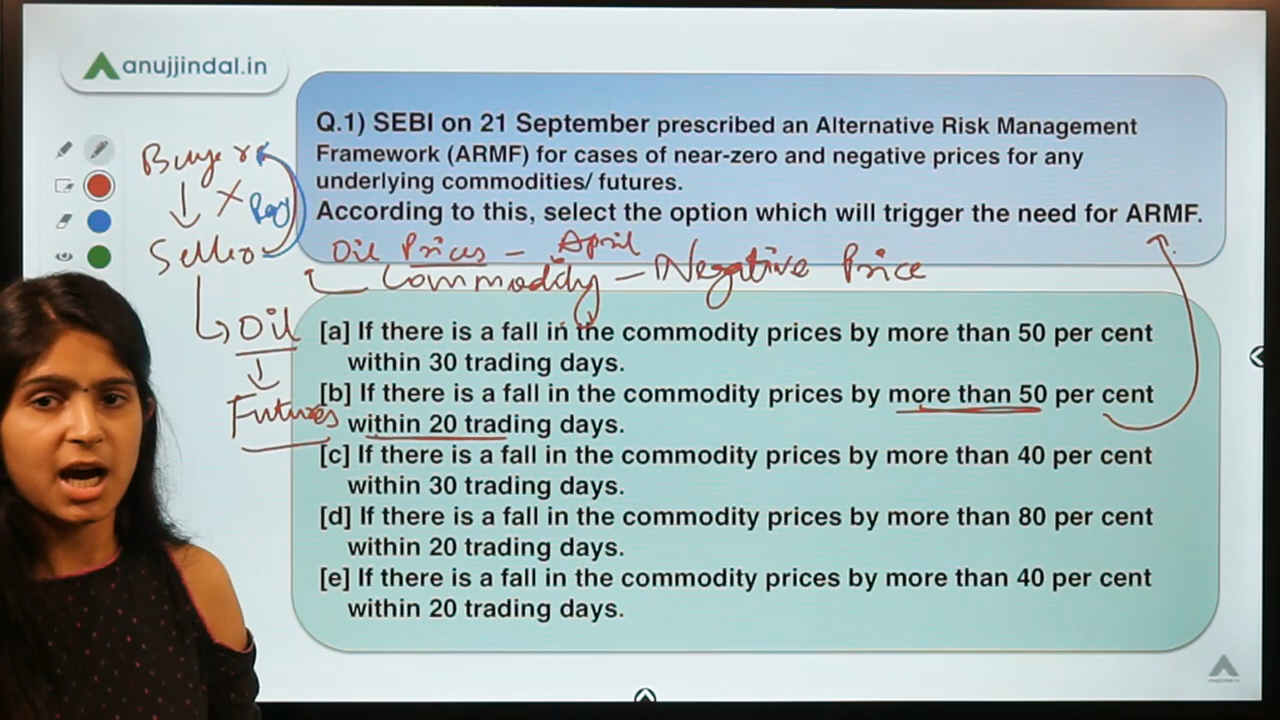 anujjindal.in
Q.1) SEBI on 21 September prescribed an Alternative Risk Management
Framework (ARMF) for cases of near-zero and negative prices for any
underlying commodities/ futures.
According to this, select the option which will trigger the need for ARMF.
Buyer
Pay
Seller
Oil Prices - April
Commoddy - Negative Price
Oil
Futures
[a] If there is a fall in the commodity prices by more than 50 per cent
within 30 trading days.
[b] If there is a fall in the commodity prices by more than 50 per cent
within 20 trading days.
[c] If there is a fall in the commodity prices by more than 40 per cent
within 30 trading days.
[d] If there is a fall in the commodity prices by more than 80 per cent
within 20 trading days.
[e] If there is a fall in the commodity prices by more than 40 per cent
within 20 trading days.